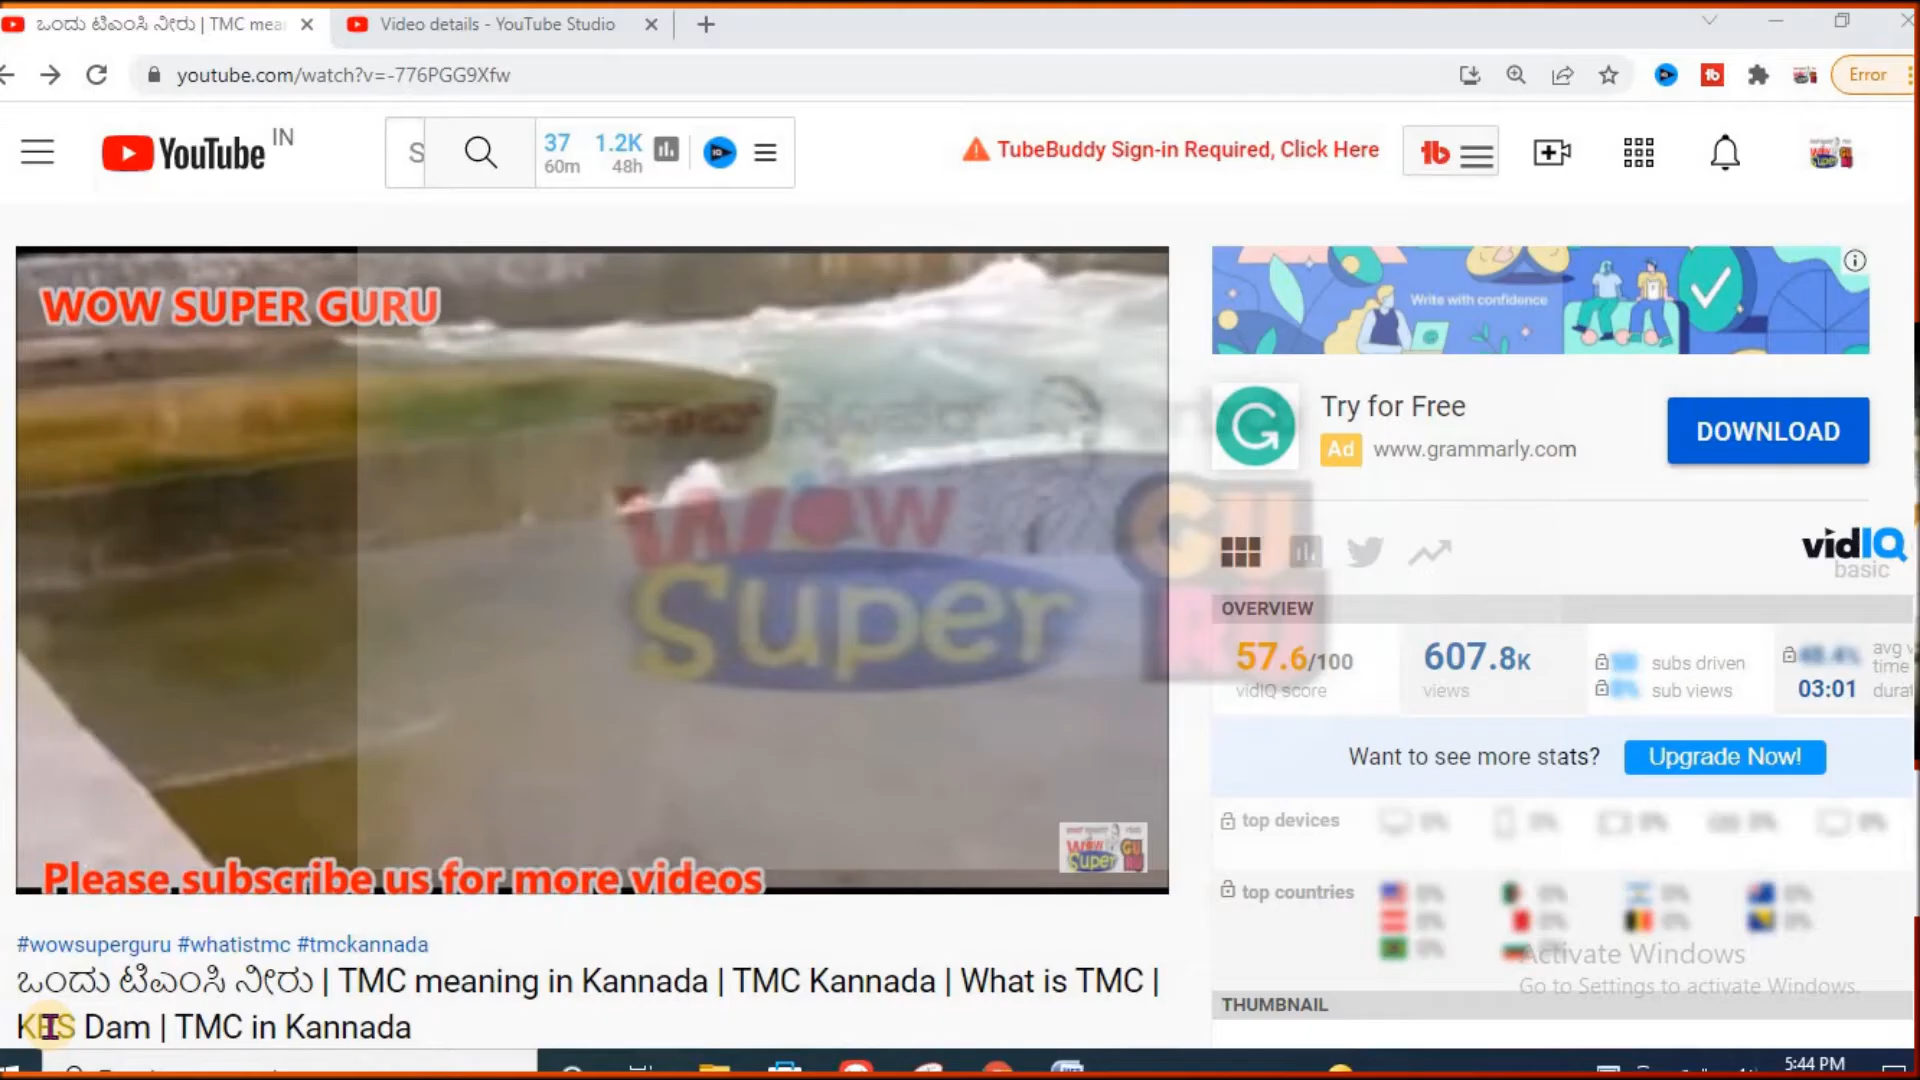 ಒಂದು ಟಿಎಂಸಿ ನೀರು | TMC mea
Video details - YouTube Studio
youtube.com/watch?v=-776PGG9Xfw
Error
YouTube IN
S
37 1.2K
60m 48h
TubeBuddy Sign-in Required, Click Here
WOW SUPER GURU
Write with confidence
Try for Free
Ad www.grammarly.com
DOWNLOAD
WOW
Super
GURU
vidIQ
basic
OVERVIEW
57.6/100
vidIQ score
607.8K
views
subs driven
sub views
avg v
time
03:01 dura
Want to see more stats? Upgrade Now!
top devices
top countries
Please subscribe us for more videos
#wowsuperguru #whatistmc #tmckannada
ಒಂದು ಟಿಎಂಸಿ ನೀರು | TMC meaning in Kannada | TMC Kannada | What is TMC |
KRS Dam | TMC in Kannada
Activate Windows
Go to Settings to activate Windows.
THUMBNAIL
5:44 PM